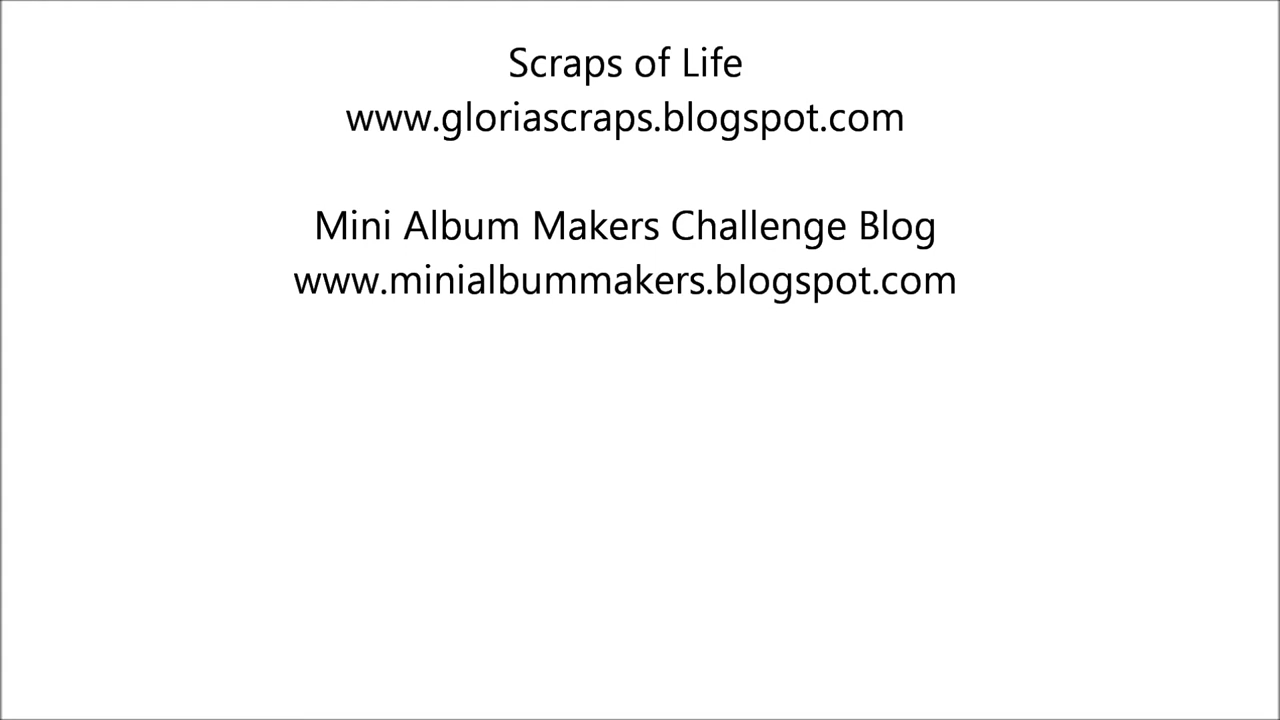 Scraps of Life
www.gloriascraps.blogspot.com
Mini Album Makers Challenge Blog
www.minialbummakers.blogspot.com